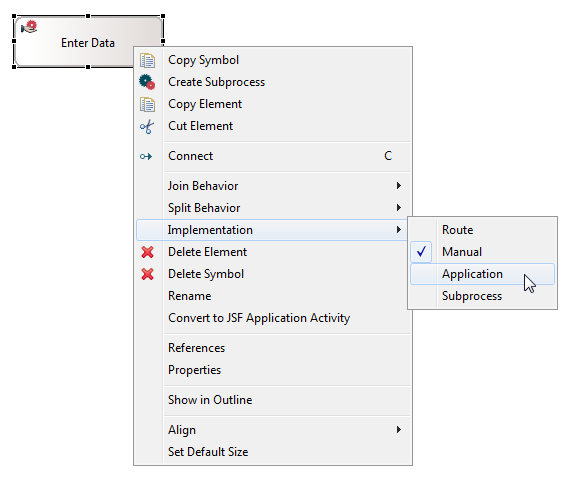 Enter Data
Copy Symbol
Create Subprocess
Copy Element
Cut Element
Connect C
Join Behavior
Split Behavior
Implementation
Route
Manual
Application
Subprocess
Delete Element
Delete Symbol
Rename
Convert to JSF Application Activity
References
Properties
Show in Outline
Align
Set Default Size